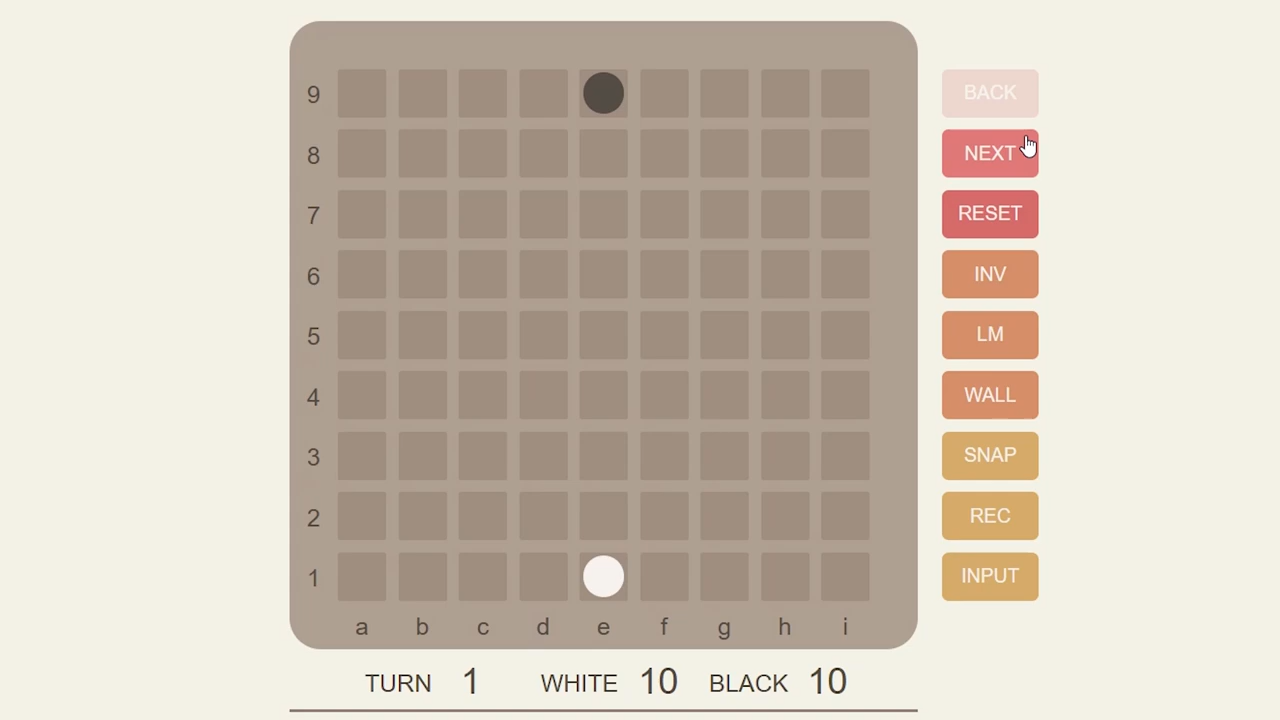 9 BACK
8 NEXT
7 RESET
6 INV
5 LM
4 WALL
3 SNAP
2 REC
1 INPUT
a b c d e f g h i
TURN 1 WHITE 10 BLACK 10